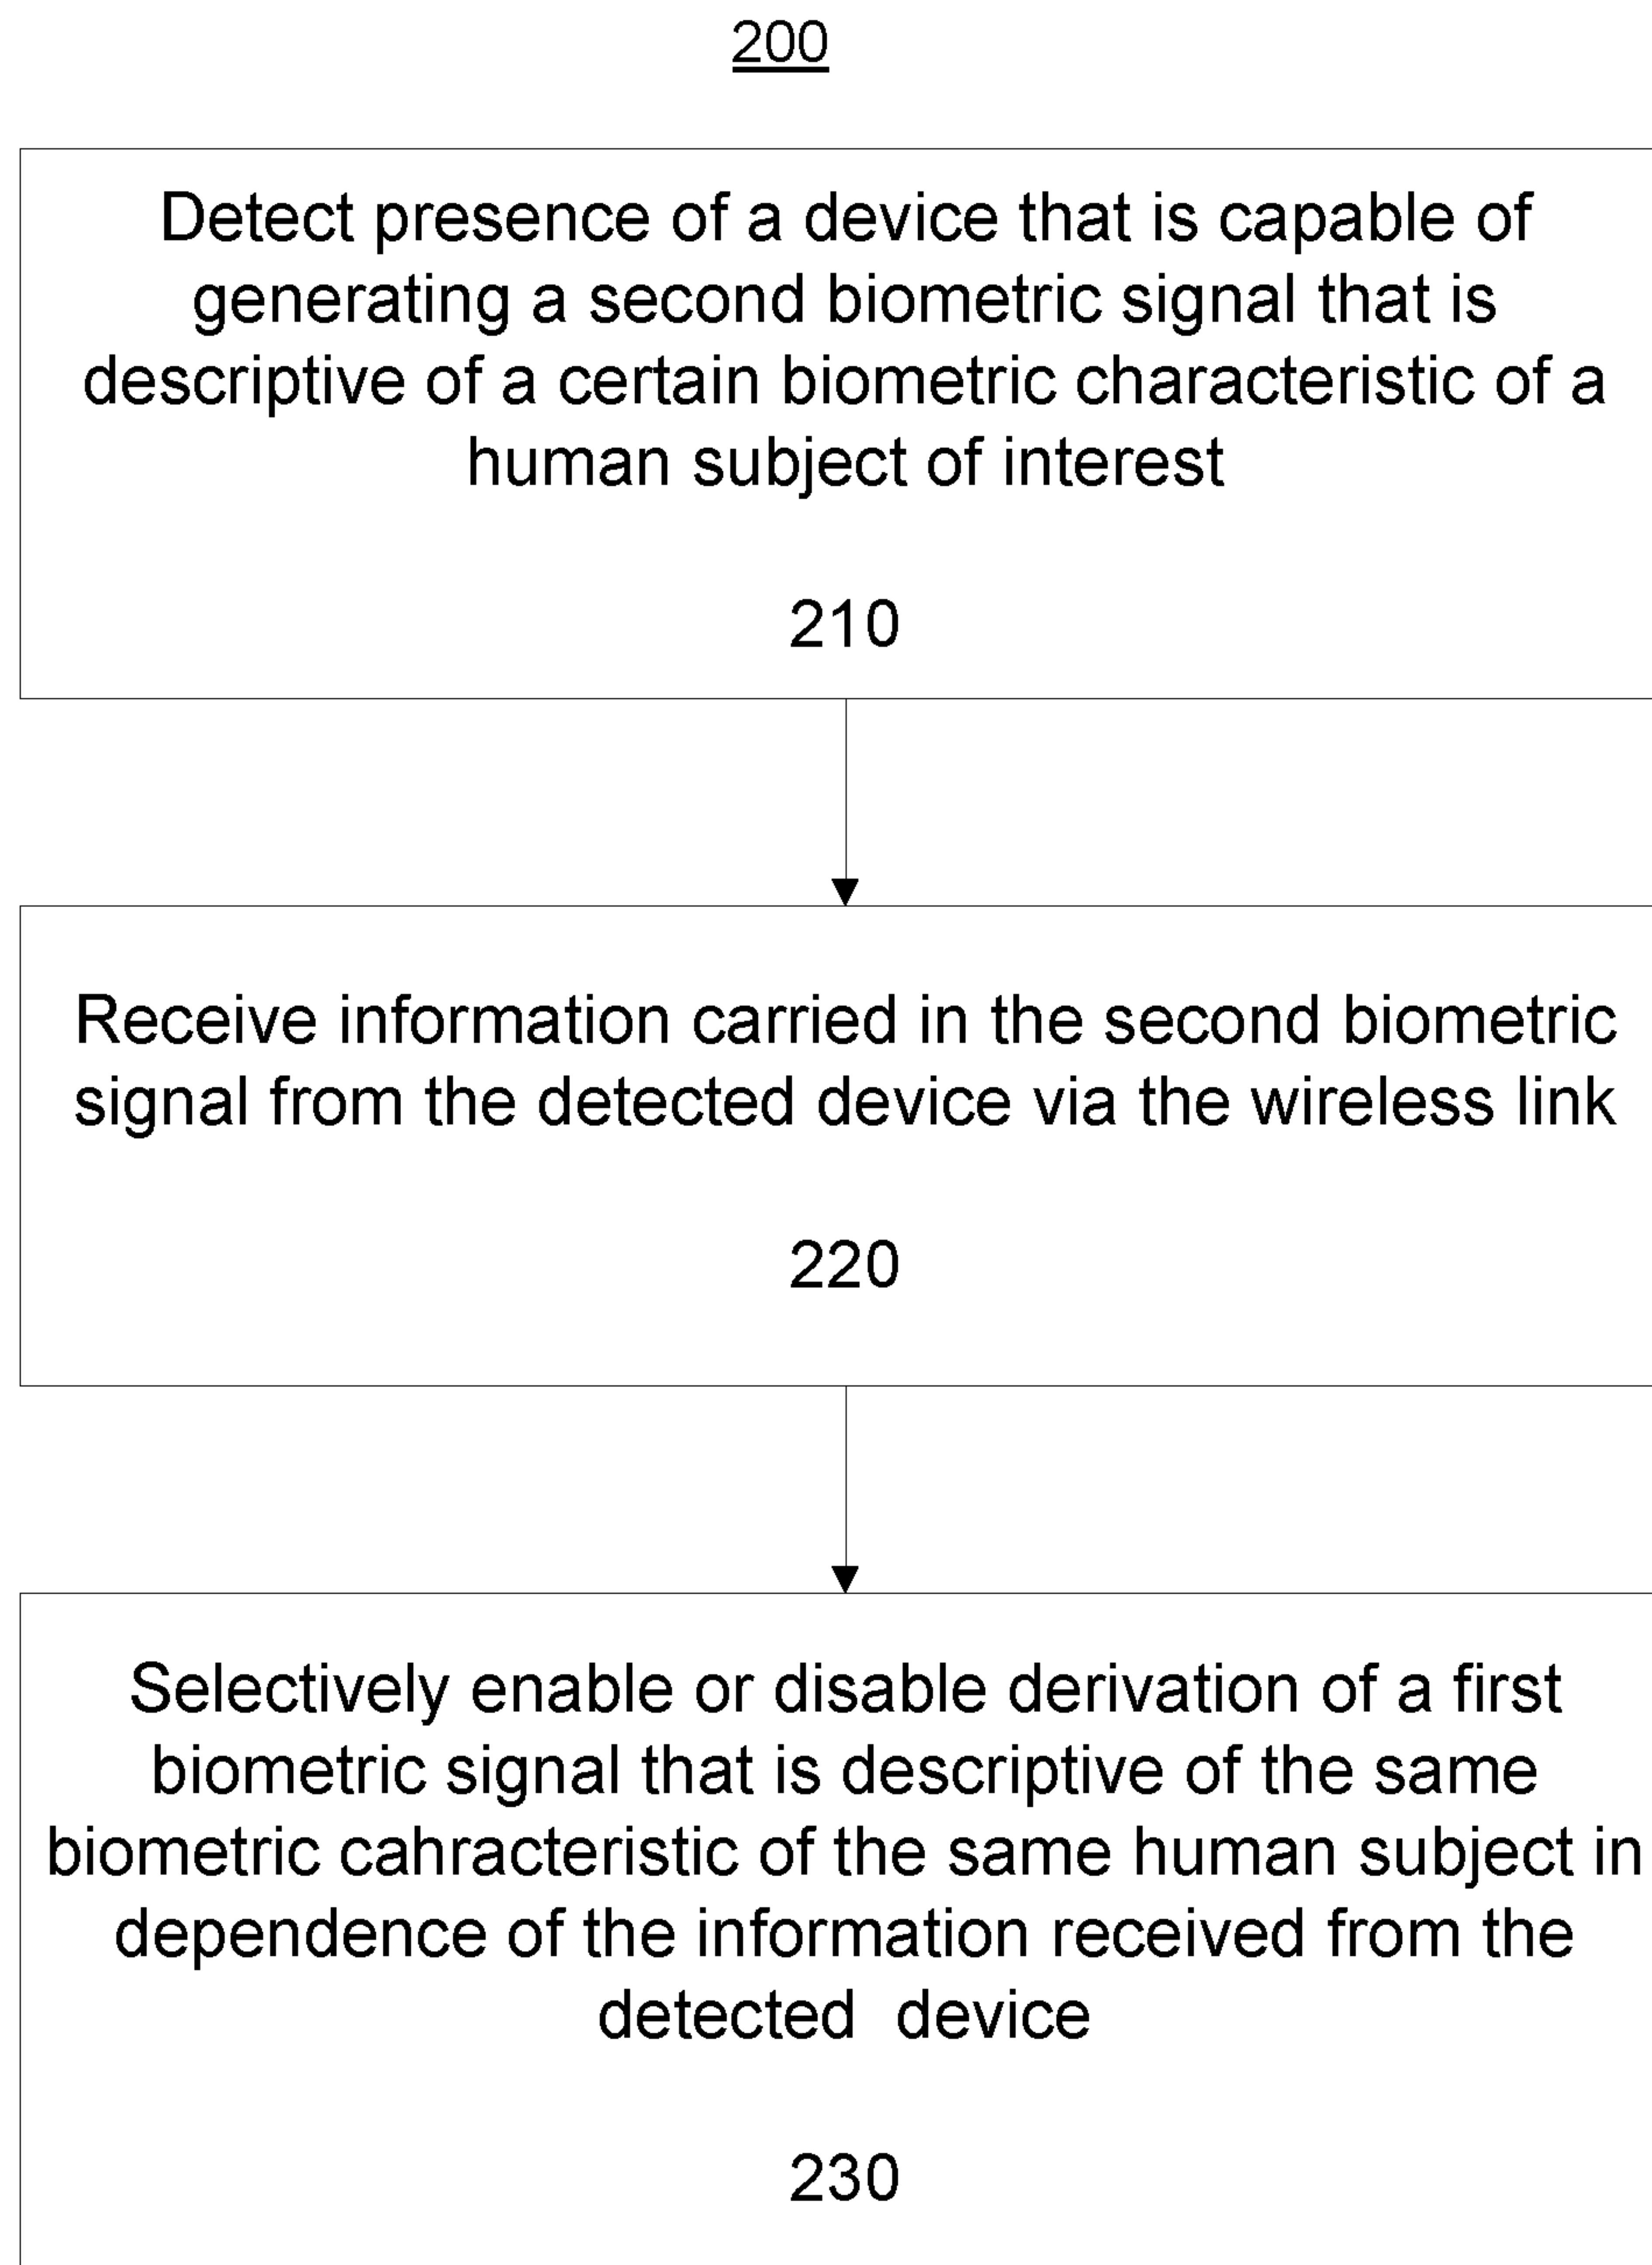 200
Detect presence of a device that is capable of
generating a second biometric signal that is
descriptive of a certain biometric characteristic of a
human subject of interest
210
Receive information carried in the second biometric
signal from the detected device via the wireless link
220
Selectively enable or disable derivation of a first
biometric signal that is descriptive of the same
biometric cahracteristic of the same human subject in
dependence of the information received from the
detected  device
230